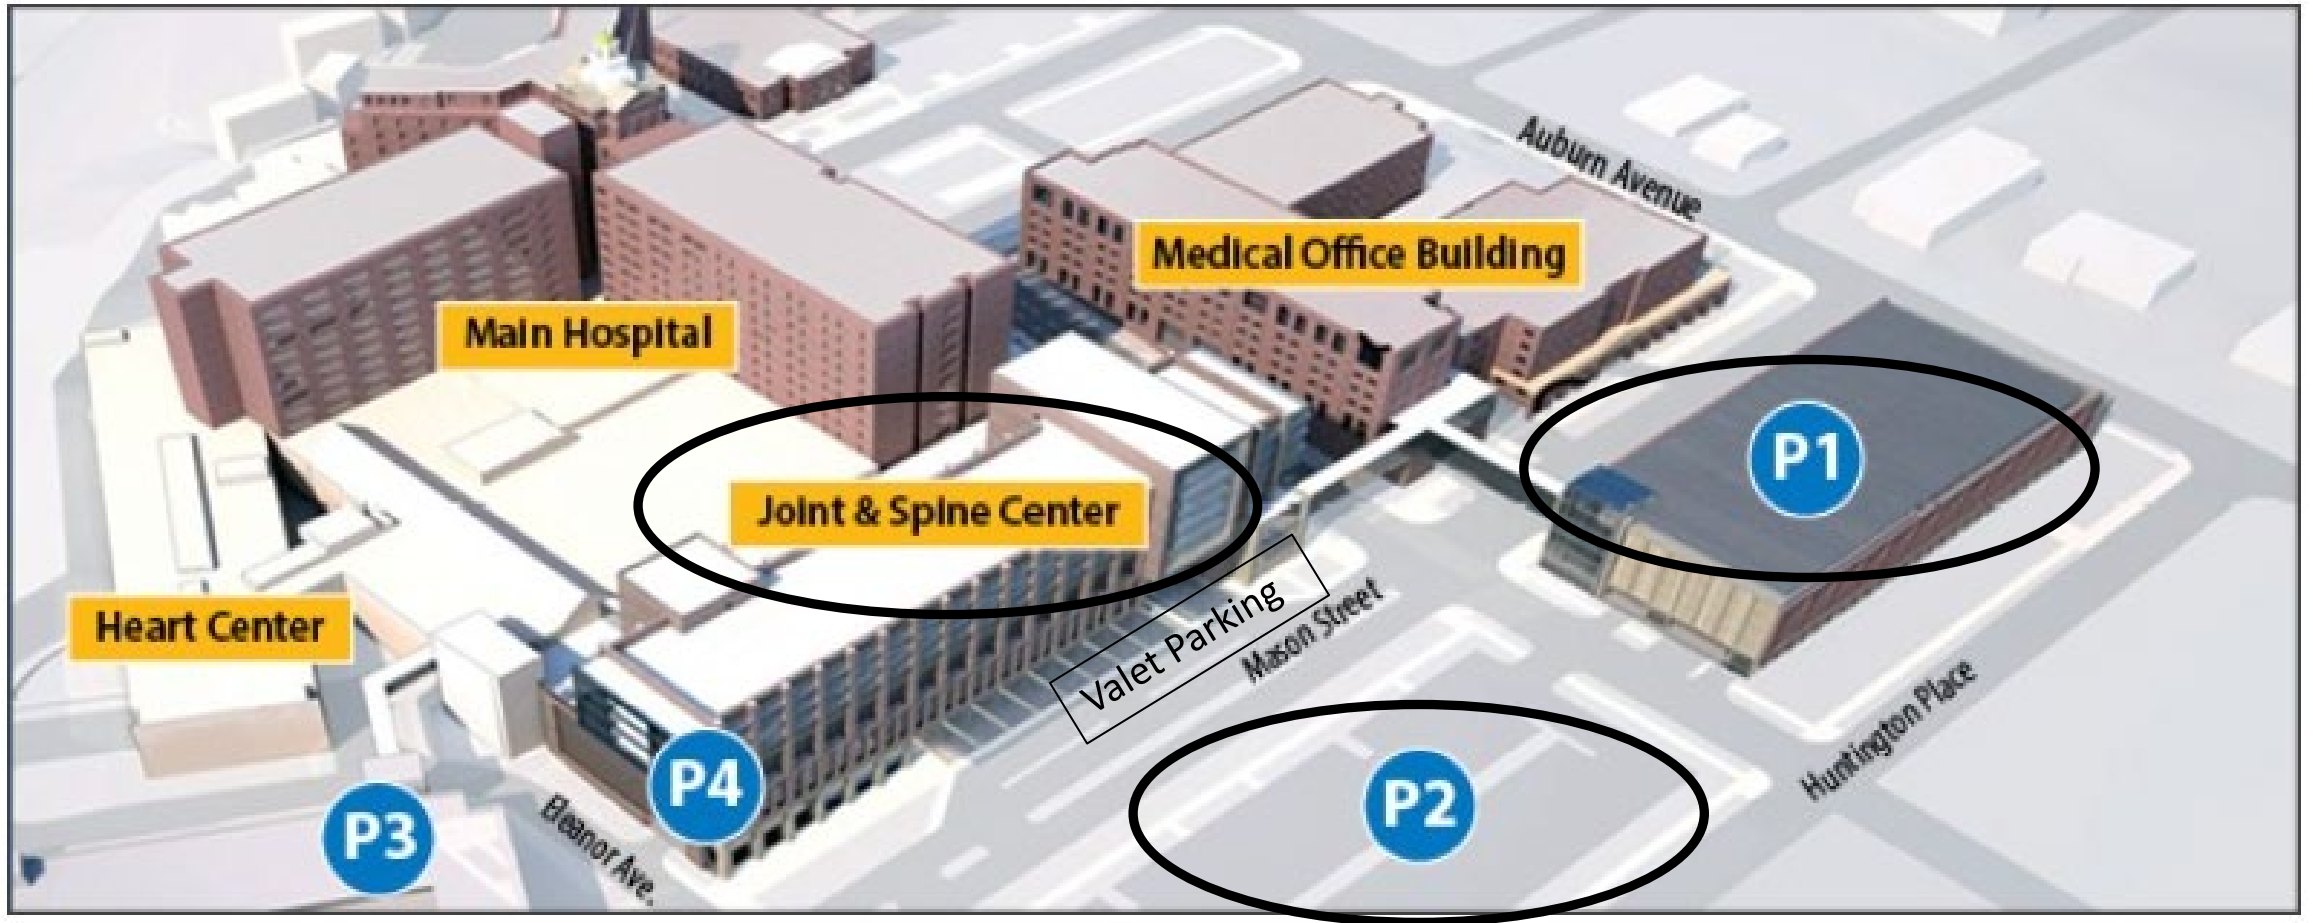 Auburn Avenue
Medical Office Building
Main Hospital
P1
Joint & Spine Center
Valet Parking
Mason Street
Heart Center
Huntington Place
P4
P2
P3
Eleanor Ave.